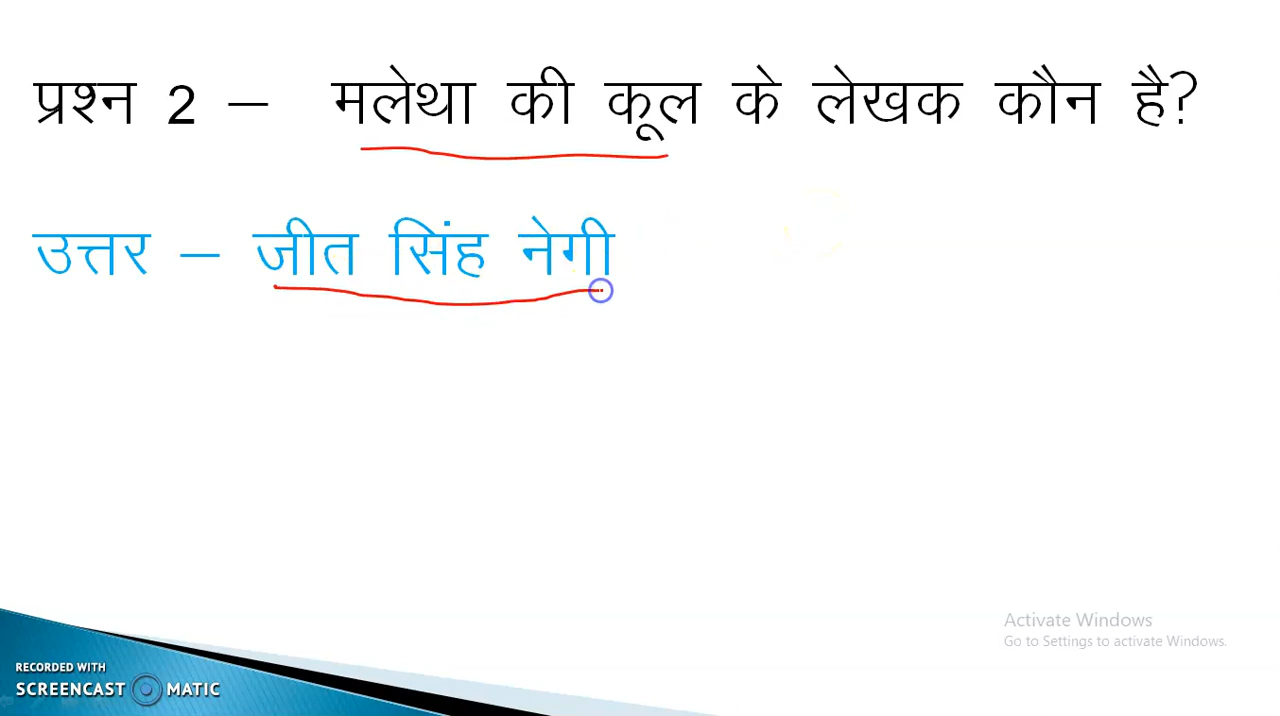 प्रश्न 2 – मलेथा की कूल के लेखक कौन है?
उत्तर – जीत सिंह नेगी
Activate Windows
Go to Settings to activate Windows.
RECORDED WITH
SCREENCAST MATIC